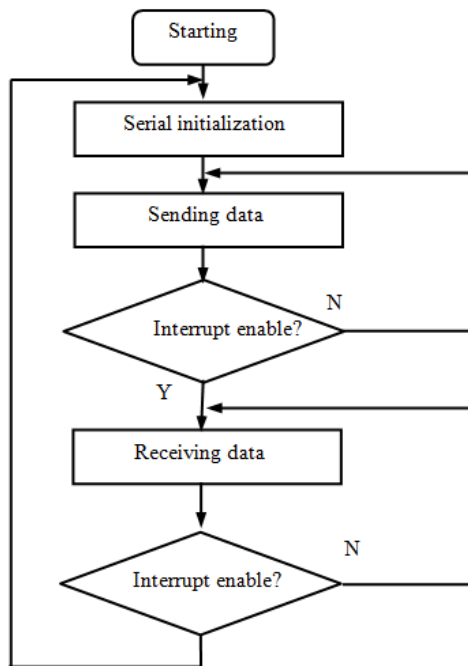 Starting
Serial initialization
Sending data
N
Interrupt enable?
Y
Receiving data
N
Interrupt enable?